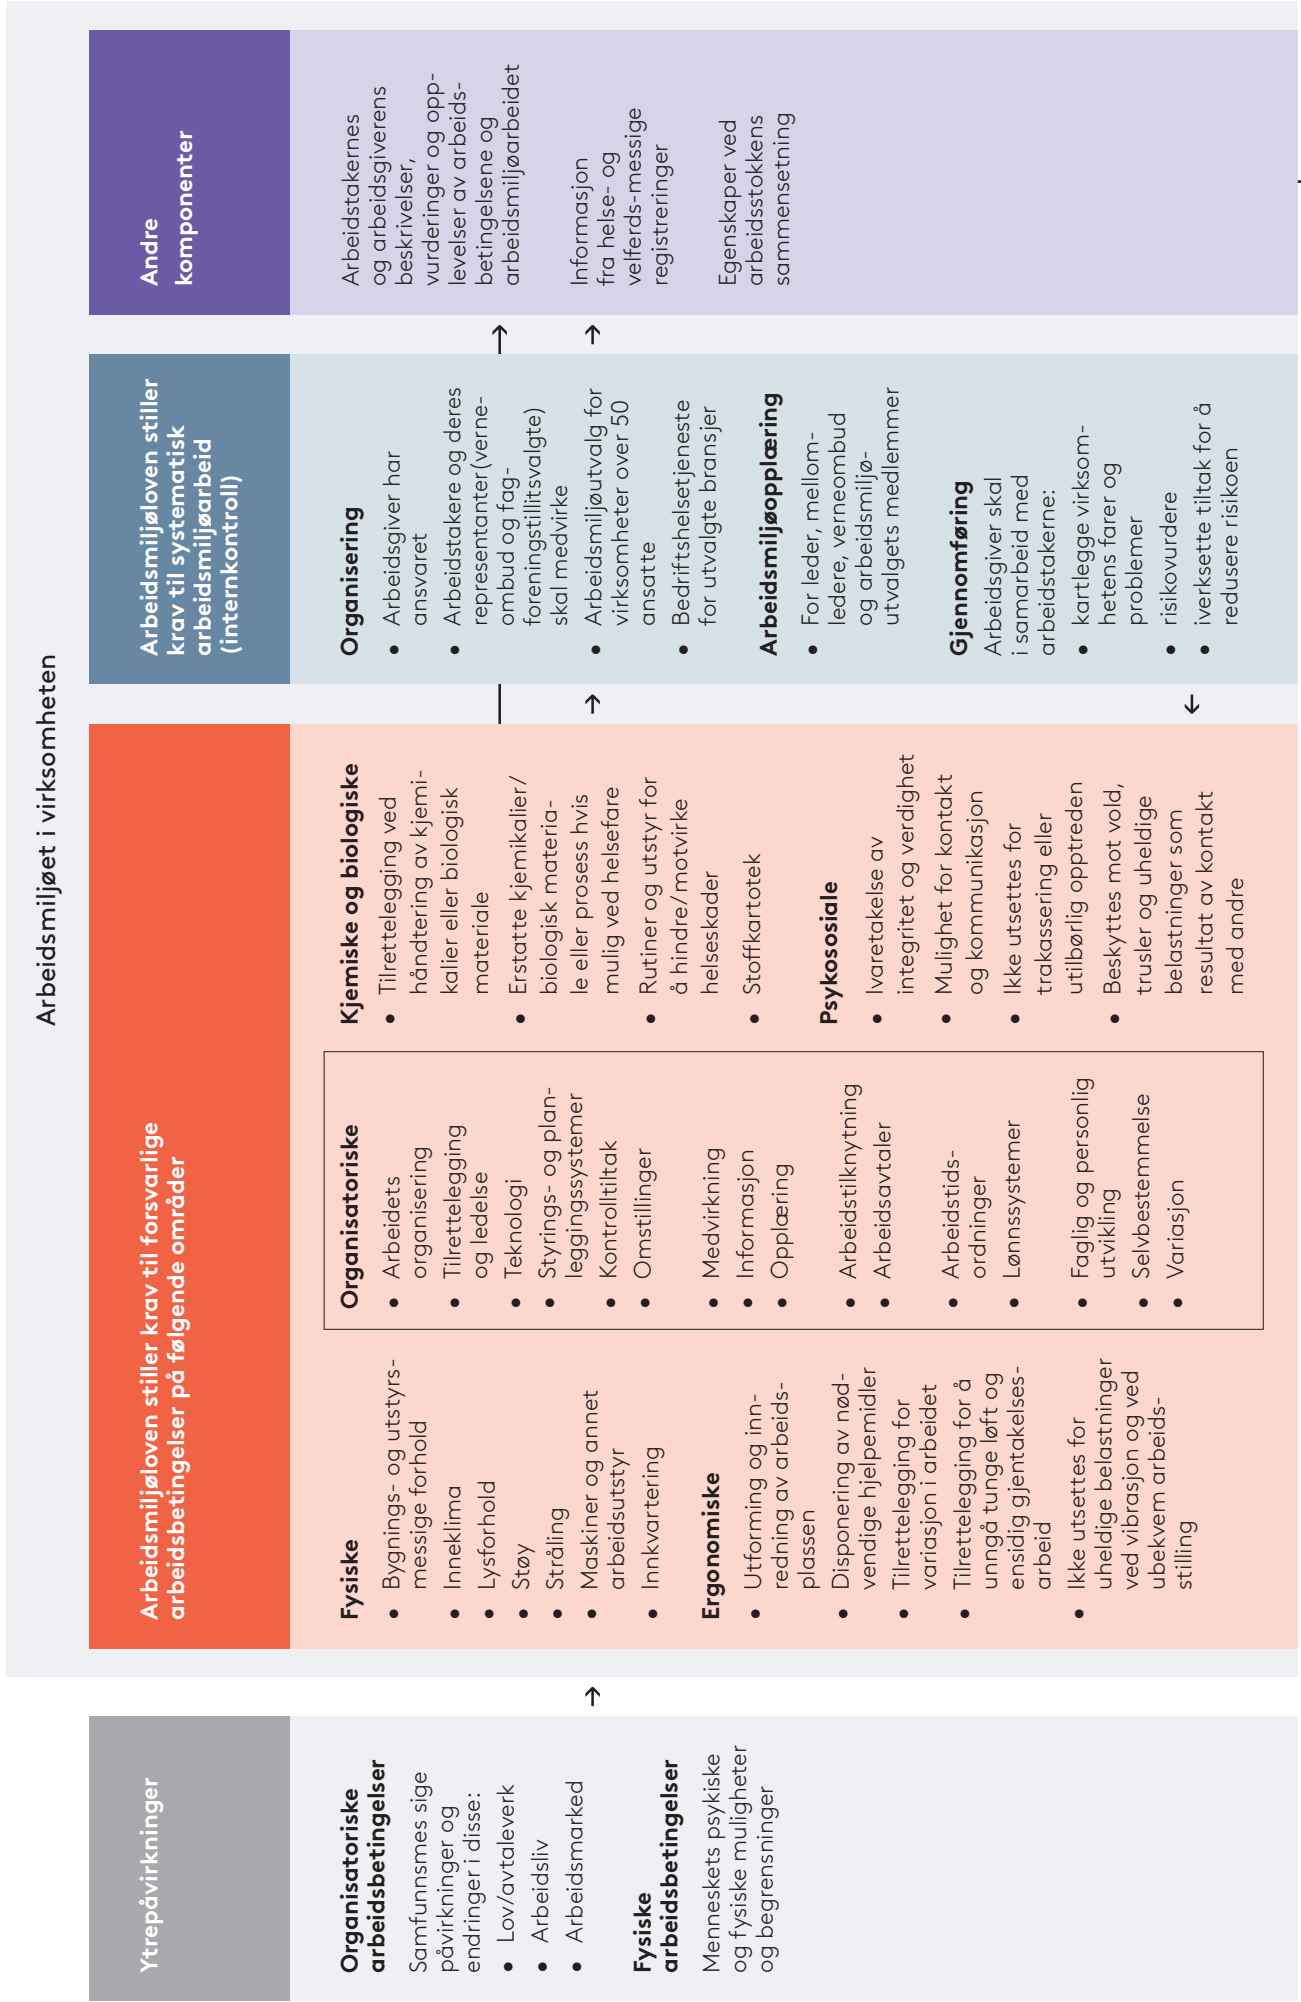 Arbeidsmiljøet i virksomheten
Ytrepåvirkninger
Organisatoriske
arbeidsbetingelser
Samfunnsmes sige
påvirkninger og
endringer i disse:
• Lov/avtaleverk
• Arbeidsliv
• Arbeidsmarked
Fysiske
arbeidsbetingelser
Menneskets psykiske
og fysiske muligheter
og begrensninger
Arbeidsmiljøloven stiller krav til forsvarlige
arbeidsbetingelser på følgende områder
Fysiske
• Bygnings- og utstyrs-
messige forhold
• Inneklima
• Lysforhold
• Støy
• Stråling
• Maskiner og annet
arbeidsutstyr
• Innkvartering
Ergonomiske
• Utforming og inn-
redning av arbeids-
plassen
• Disponering av nød-
vendige hjelpemidler
• Tilrettelegging for
variasjon i arbeidet
• Tilrettelegging for å
unngå tunge løft og
ensidig gjentakelses-
arbeid
• Ikke utsettes for
uheldige belastninger
ved vibrasjon og ved
ubekvem arbeids-
stilling
Organisatoriske
• Arbeidets
organisering
• Tilrettelegging
og ledelse
• Teknologi
• Styrings- og plan-
leggingssystemer
• Kontrolltiltak
• Omstillinger
• Medvirkning
• Informasjon
• Opplæring
• Arbeidstilknytning
• Arbeidsavtaler
• Arbeidstids-
ordninger
• Lønnssystemer
• Faglig og personlig
utvikling
• Selvbestemmelse
• Variasjon
Kjemiske og biologiske
• Tilrettelegging ved
håndtering av kjemi-
kalier eller biologisk
materiale
• Erstatte kjemikalier/
biologisk materia-
le eller prosess hvis
mulig ved helsefare
• Rutiner og utstyr for
å hindre/ motvirke
helseskader
• Stoffkartotek
Psykososiale
• Ivaretakelse av
integritet og verdighet
• Mulighet for kontakt
og kommunikasjon
• Ikke utsettes for
trakassering eller
utilbørlig opptreden
• Beskyttes mot vold,
trusler og uheldige
belastninger som
resultat av kontakt
med andre
Arbeidsmiljøloven stiller
krav til systematisk
arbeidsmiljøarbeid
(internkontroll)
Organisering
• Arbeidsgiver har
ansvaret
• Arbeidstakere og deres
representanter(verne-
ombud og fag-
foreningstillitsvalgte)
skal medvirke
• Arbeidsmiljøutvalg for
virksomheter over 50
ansatte
• Bedriftshelsetjeneste
for utvalgte bransjer
Arbeidsmiljøopplæring
• For leder, mellom-
ledere, verneombud
og arbeidsmiljø-
utvalgets medlemmer
Gjennomføring
Arbeidsgiver skal
i samarbeid med
arbeidstakerne:
• kartlegge virksom-
hetens farer og
problemer
• risikovurdere
• iverksette tiltak for å
redusere risikoen
Andre
komponenter
Arbeidstakernes
og arbeidsgiverens
beskrivelser,
vurderinger og opp-
levelser av arbeids-
betingelsene og
arbeidsmiljøarbeidet
Informasjon
fra helse- og
velferds-messige
registreringer
Egenskaper ved
arbeidsstokkens
sammensetning